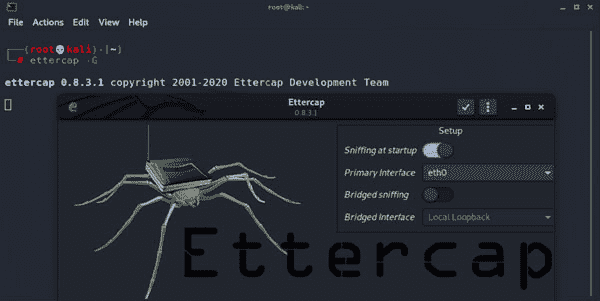 root@kali: ~
File Actions Edit View Help
(root💀kali)-[~]
# ettercap -G
ettercap 0.8.3.1 copyright 2001-2020 Ettercap Development Team
Ettercap
0.8.3.1
Setup
Sniffing at startup
Primary Interface eth0
Bridged sniffing
Bridged Interface Local Loopback
Ettercap